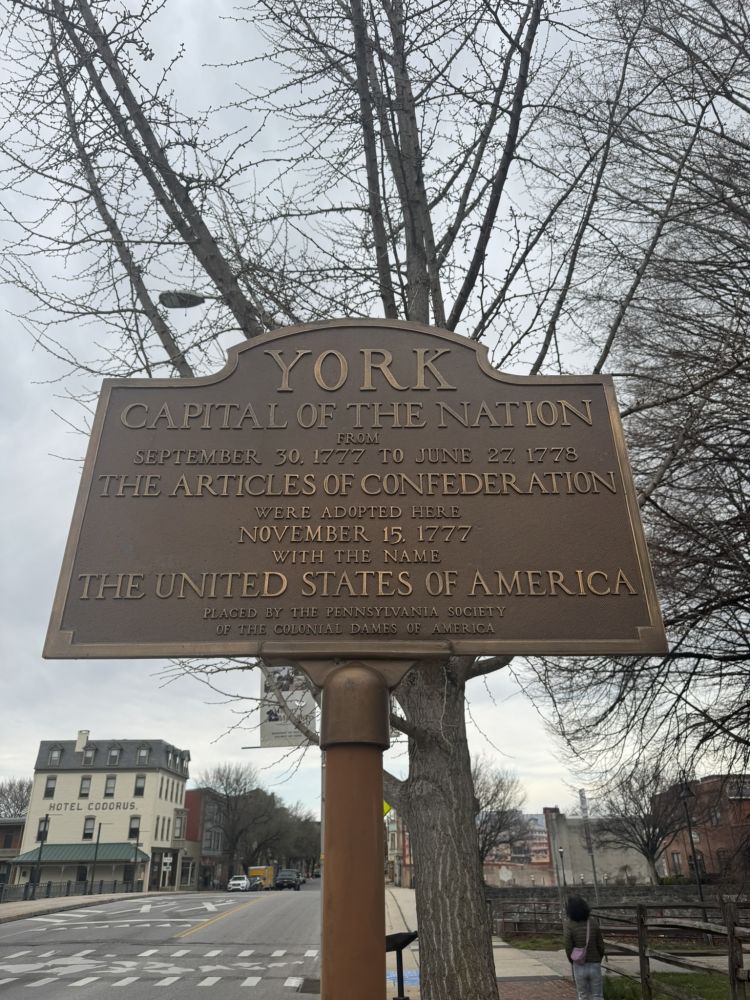 YORK
CAPITAL OF THE NATION
FROM
SEPTEMBER 30, 1777 TO JUNE 27, 1778
THE ARTICLES OF CONFEDERATION
WERE ADOPTED HERE
NOVEMBER 15, 1777
WITH THE NAME
THE UNITED STATES OF AMERICA
PLACED BY THE PENNSYLVANIA SOCIETY
OF THE COLONIAL DAMES OF AMERICA
HOTEL CODORUS.